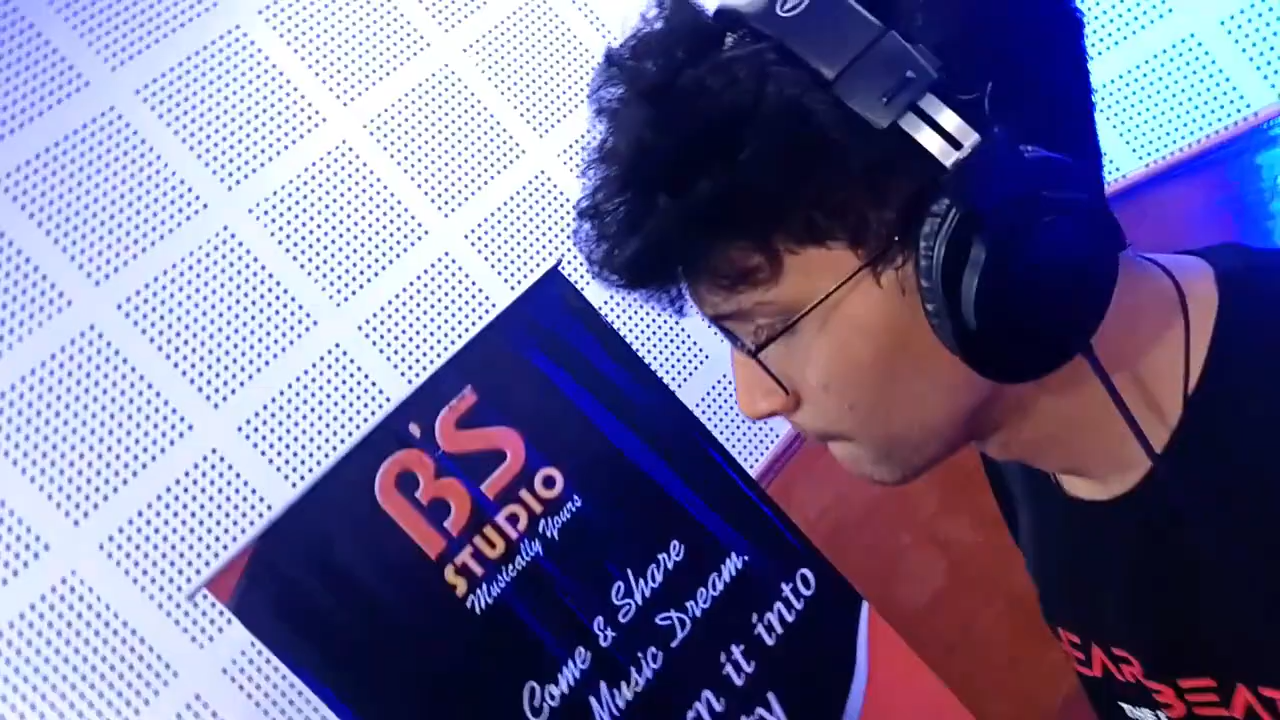 B'S
STUDIO
Musically Yours
Come & Share
Music Dream.
it into